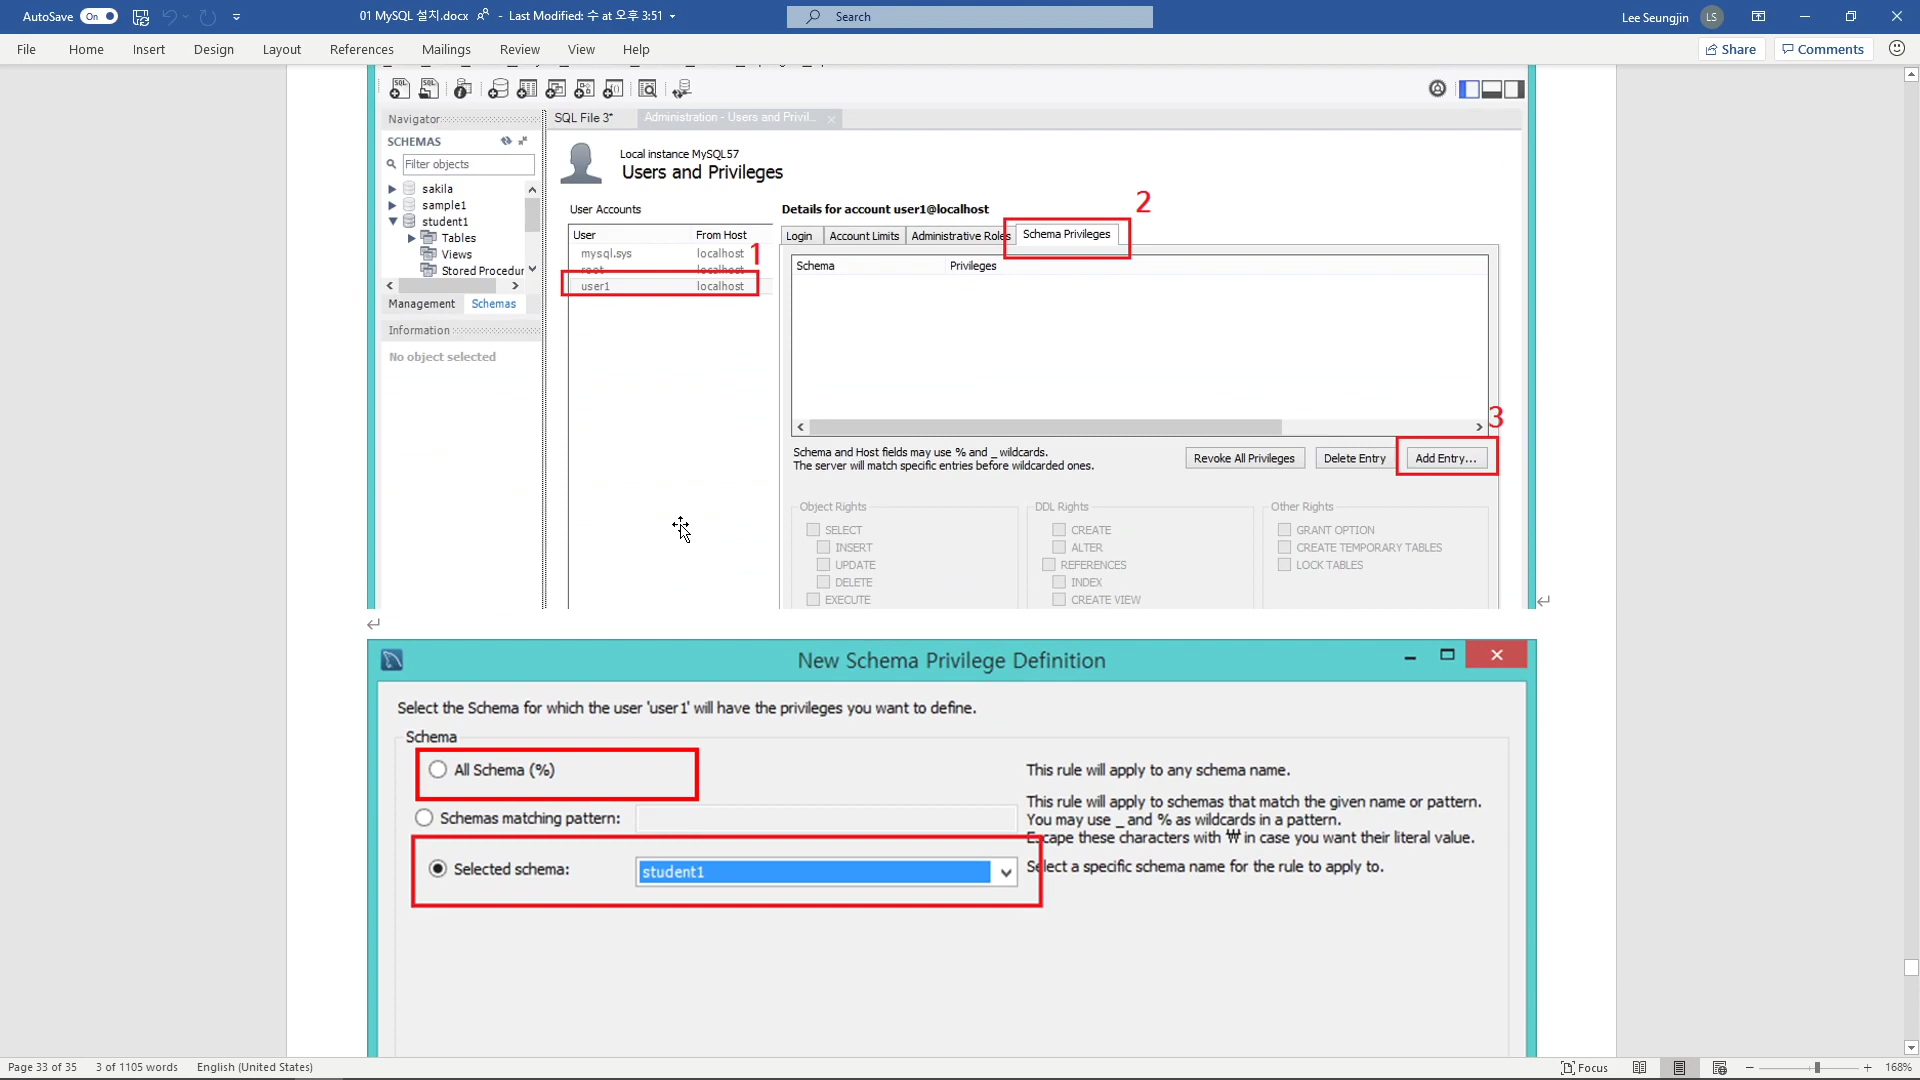 AutoSave On 01 MySQL 설치.docx - Last Modified: 수 at 오후 3:51 Search Lee Seungjin LS
File Home Insert Design Layout References Mailings Review View Help Share Comments
Navigator SQL File 3* Administration - Users and Privil...
SCHEMAS
Filter objects
sakila
sample1
student1
Tables
Views
Stored Procedur
Management Schemas
Information
No object selected
Local instance MySQL57
Users and Privileges
User Accounts
User From Host
mysql.sys localhost
root localhost
user1 localhost
1
Details for account user1@localhost
2
Login Account Limits Administrative Roles Schema Privileges
Schema Privileges
3
Schema and Host fields may use % and _ wildcards.
The server will match specific entries before wildcarded ones.
Revoke All Privileges Delete Entry Add Entry...
Object Rights DDL Rights Other Rights
SELECT CREATE GRANT OPTION
INSERT ALTER CREATE TEMPORARY TABLES
UPDATE REFERENCES LOCK TABLES
DELETE INDEX
EXECUTE CREATE VIEW
New Schema Privilege Definition
Select the Schema for which the user 'user1' will have the privileges you want to define.
Schema
All Schema (%) This rule will apply to any schema name.
Schemas matching pattern: This rule will apply to schemas that match the given name or pattern.
You may use _ and % as wildcards in a pattern.
Escape these characters with ₩ in case you want their literal value.
Selected schema: student1 Select a specific schema name for the rule to apply to.
Page 33 of 35 3 of 1105 words English (United States) Focus 168%